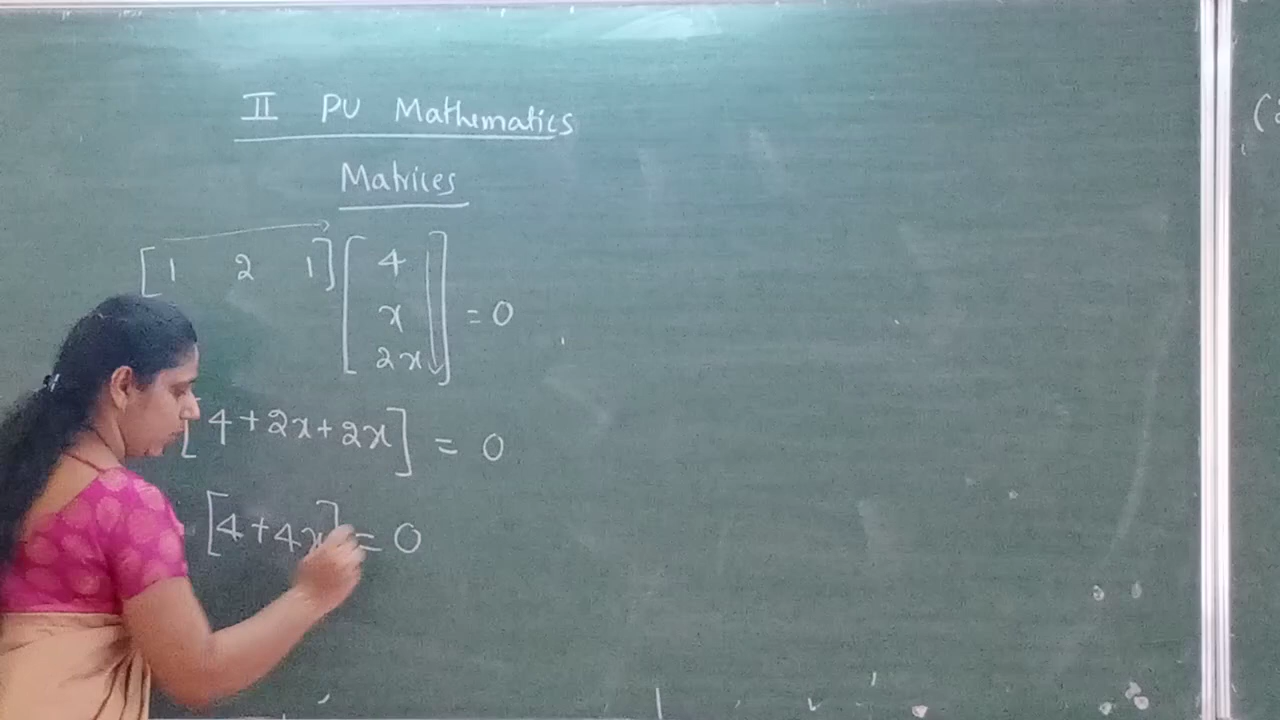 II PU Mathematics
Matrices
[1 2 1] [4 x 2x] = 0
[4+2x+2x] = 0
[4+4x] = 0